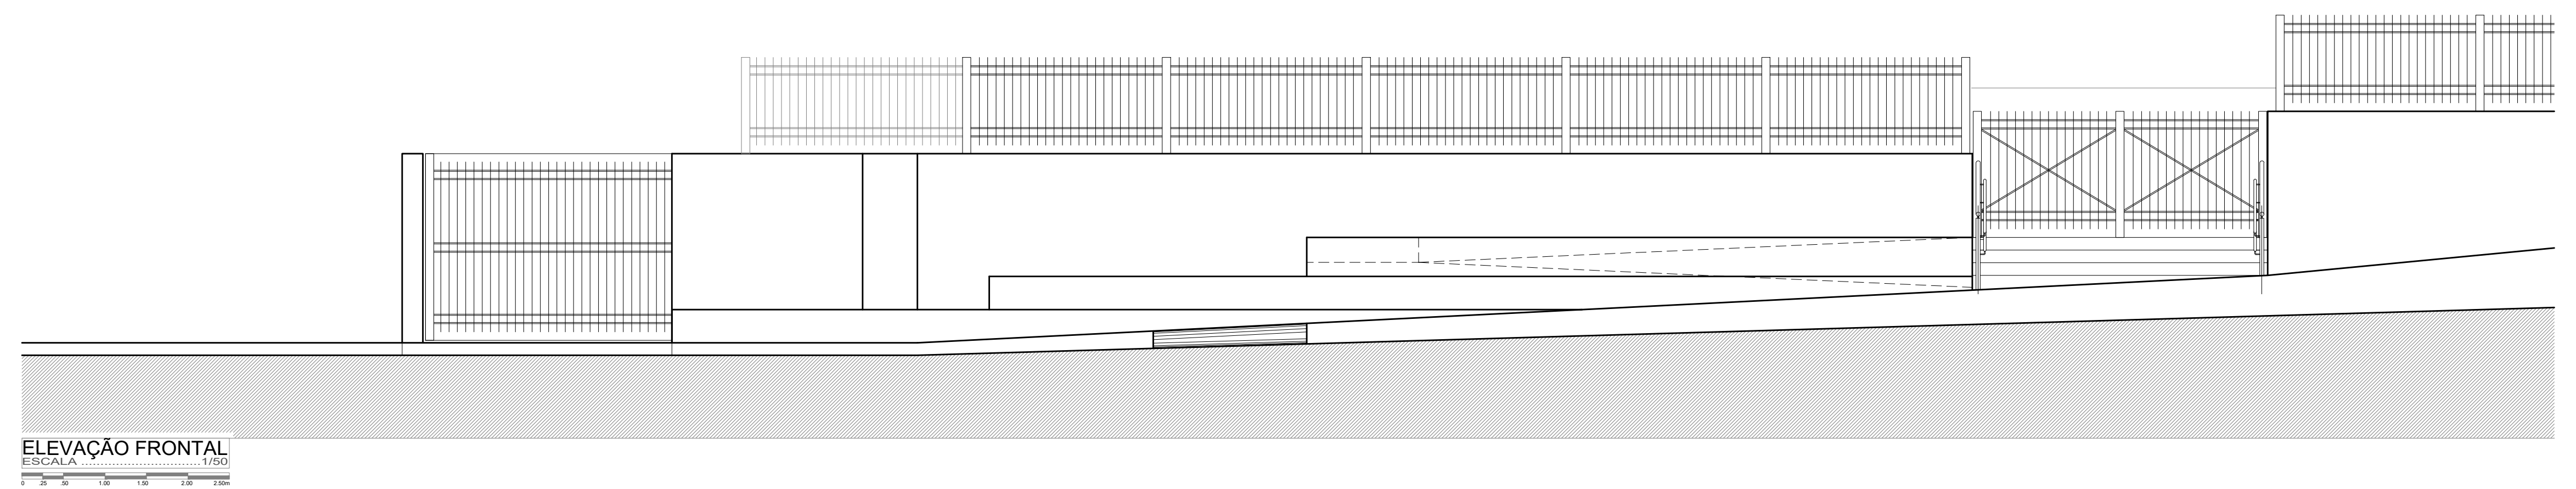 ELEVAÇÃO FRONTAL
ESCALA ................................1/50
0 .25 .50 1.00 1.50 2.00 2.50m